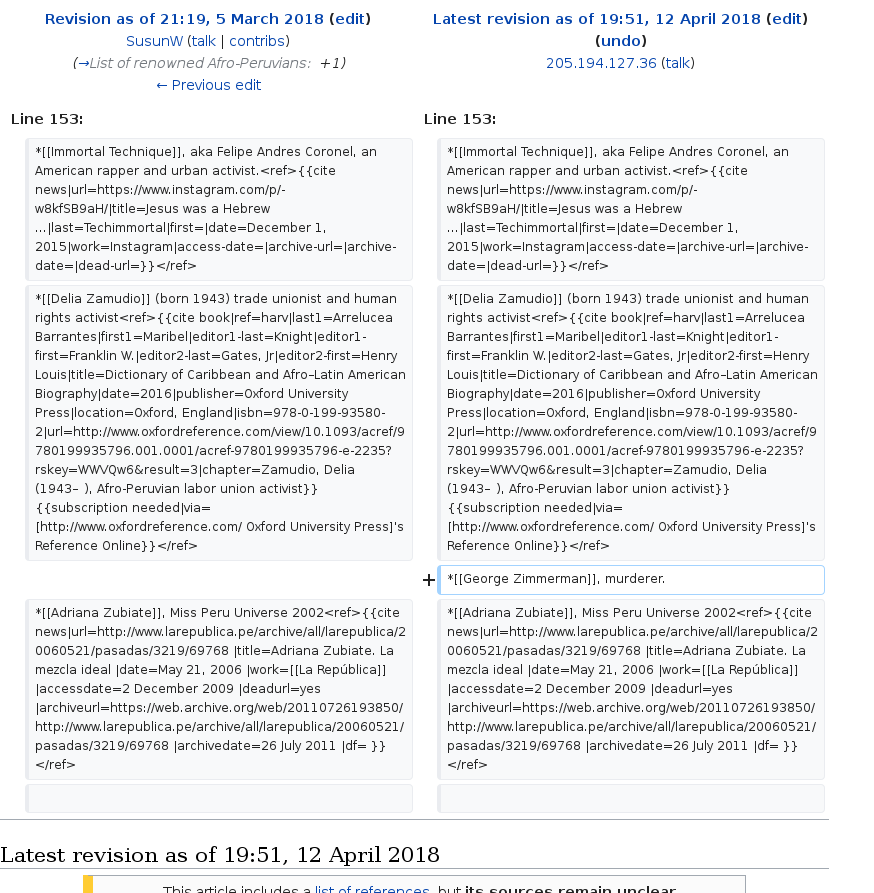 Revision as of 21:19, 5 March 2018 (edit)
SusunW (talk | contribs)
(→List of renowned Afro-Peruvians: +1)
← Previous edit
Latest revision as of 19:51, 12 April 2018 (edit)
(undo)
205.194.127.36 (talk)
Line 153:
Line 153:
*[[Immortal Technique]], aka Felipe Andres Coronel, an
American rapper and urban activist.<ref>{{cite
news|url=https://www.instagram.com/p/-
w8kfSB9aH/|title=Jesus was a Hebrew
...|last=Techimmortal|first=|date=December 1,
2015|work=Instagram|access-date=|archive-url=|archive-
date=|dead-url=}}</ref>
*[[Immortal Technique]], aka Felipe Andres Coronel, an
American rapper and urban activist.<ref>{{cite
news|url=https://www.instagram.com/p/-
w8kfSB9aH/|title=Jesus was a Hebrew
...|last=Techimmortal|first=|date=December 1,
2015|work=Instagram|access-date=|archive-url=|archive-
date=|dead-url=}}</ref>
*[[Delia Zamudio]] (born 1943) trade unionist and human
rights activist<ref>{{cite book|ref=harv|last1=Arrelucea
Barrantes|first1=Maribel|editor1-last=Knight|editor1-
first=Franklin W.|editor2-last=Gates, Jr|editor2-first=Henry
Louis|title=Dictionary of Caribbean and Afro–Latin American
Biography|date=2016|publisher=Oxford University
Press|location=Oxford, England|isbn=978-0-199-93580-
2|url=http://www.oxfordreference.com/view/10.1093/acref/9
780199935796.001.0001/acref-9780199935796-e-2235?
rskey=WWVQw6&result=3|chapter=Zamudio, Delia
(1943– ), Afro-Peruvian labor union activist}}
{{subscription needed|via=
[http://www.oxfordreference.com/ Oxford University Press]'s
Reference Online}}</ref>
*[[Delia Zamudio]] (born 1943) trade unionist and human
rights activist<ref>{{cite book|ref=harv|last1=Arrelucea
Barrantes|first1=Maribel|editor1-last=Knight|editor1-
first=Franklin W.|editor2-last=Gates, Jr|editor2-first=Henry
Louis|title=Dictionary of Caribbean and Afro–Latin American
Biography|date=2016|publisher=Oxford University
Press|location=Oxford, England|isbn=978-0-199-93580-
2|url=http://www.oxfordreference.com/view/10.1093/acref/9
780199935796.001.0001/acref-9780199935796-e-2235?
rskey=WWVQw6&result=3|chapter=Zamudio, Delia
(1943– ), Afro-Peruvian labor union activist}}
{{subscription needed|via=
[http://www.oxfordreference.com/ Oxford University Press]'s
Reference Online}}</ref>
+ *[[George Zimmerman]], murderer.
*[[Adriana Zubiate]], Miss Peru Universe 2002<ref>{{cite
news|url=http://www.larepublica.pe/archive/all/larepublica/2
0060521/pasadas/3219/69768 |title=Adriana Zubiate. La
mezcla ideal |date=May 21, 2006 |work=[[La República]]
|accessdate=2 December 2009 |deadurl=yes
|archiveurl=https://web.archive.org/web/20110726193850/
http://www.larepublica.pe/archive/all/larepublica/20060521/
pasadas/3219/69768 |archivedate=26 July 2011 |df= }}
</ref>
*[[Adriana Zubiate]], Miss Peru Universe 2002<ref>{{cite
news|url=http://www.larepublica.pe/archive/all/larepublica/2
0060521/pasadas/3219/69768 |title=Adriana Zubiate. La
mezcla ideal |date=May 21, 2006 |work=[[La República]]
|accessdate=2 December 2009 |deadurl=yes
|archiveurl=https://web.archive.org/web/20110726193850/
http://www.larepublica.pe/archive/all/larepublica/20060521/
pasadas/3219/69768 |archivedate=26 July 2011 |df= }}
</ref>
Latest revision as of 19:51, 12 April 2018
This article includes a list of references, but its sources remain unclear